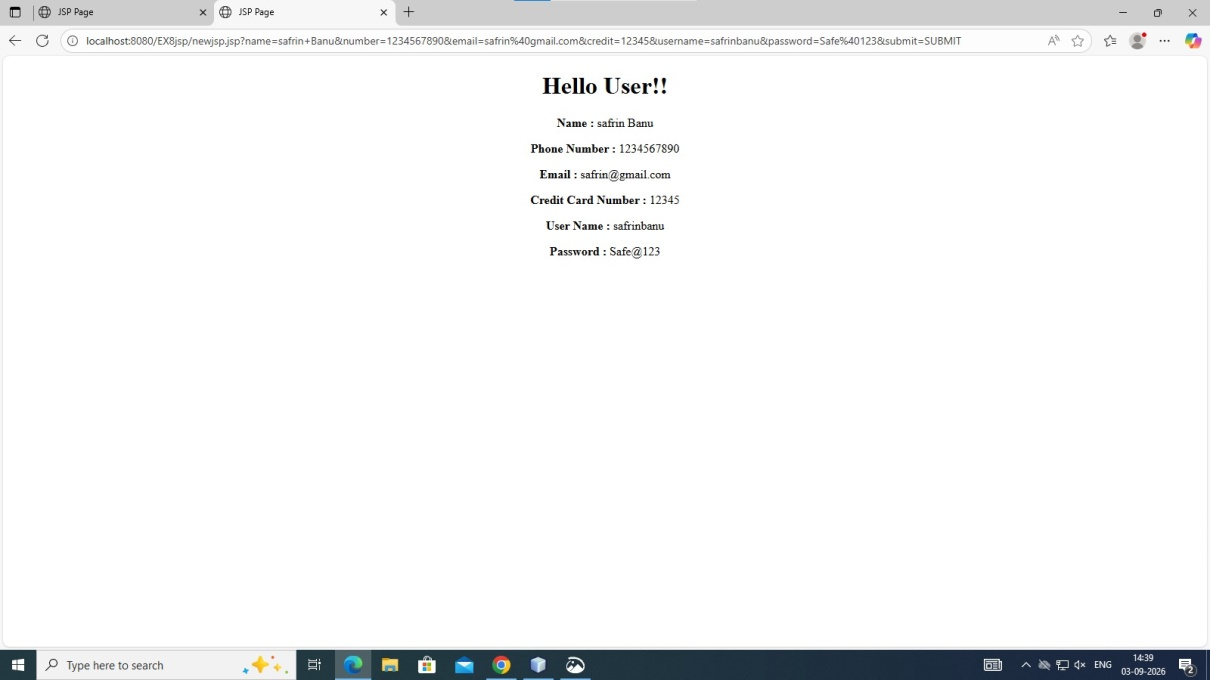 JSP Page
JSP Page
localhost:8080/EX8jsp/newjsp.jsp?name=safrin+Banu&number=1234567890&email=safrin%40gmail.com&credit=12345&username=safrinbanu&password=Safe%40123&submit=SUBMIT
Hello User!!
Name : safrin Banu
Phone Number : 1234567890
Email : safrin@gmail.com
Credit Card Number : 12345
User Name : safrinbanu
Password : Safe@123
Type here to search
ENG
14:39
03-09-2026
2